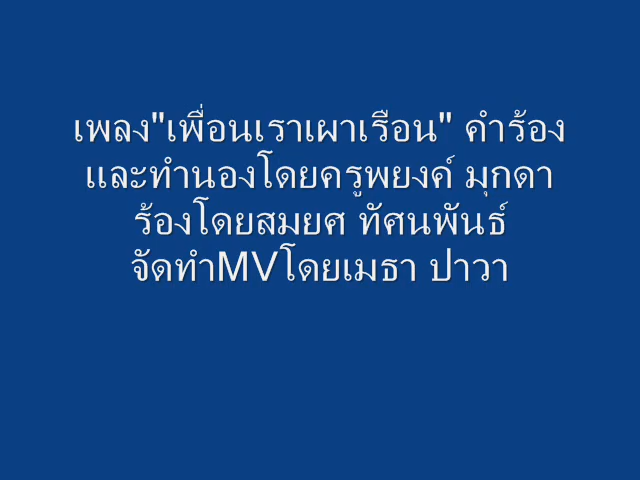 เพลง"เพื่อนเราเผาเรือน" คำร้อง
และทำนองโดยครูพยงค์ มุกดา
ร้องโดยสมยศ ทัศนพันธ์
จัดทำMVโดยเมธา ปาวา